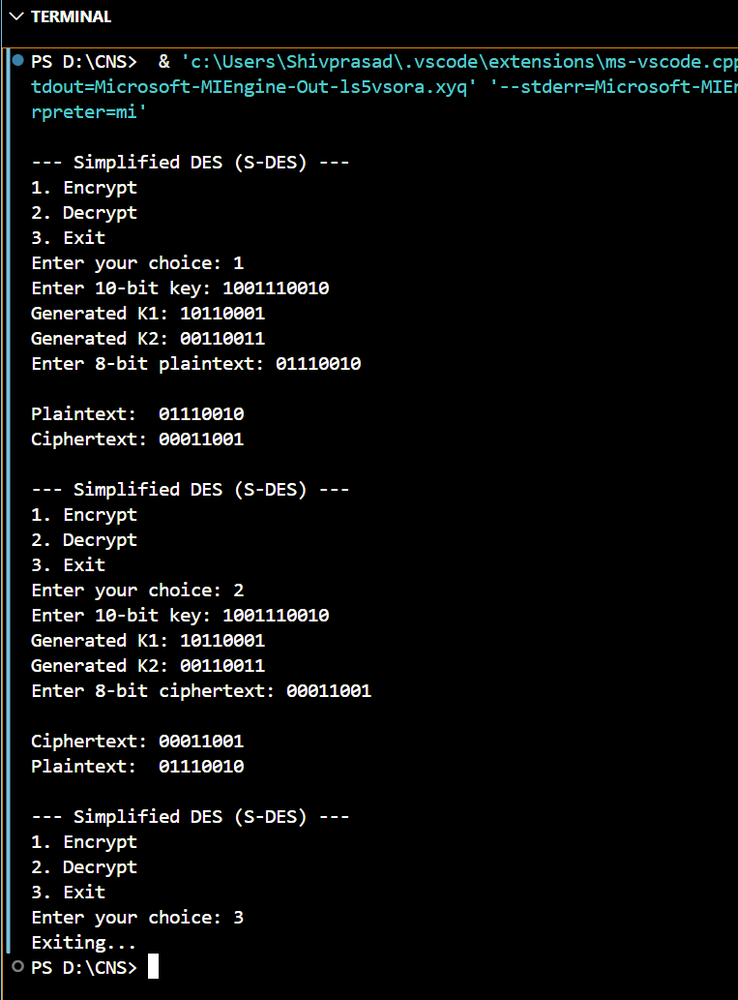 TERMINAL
PS D:\CNS>  & 'c:\Users\Shivprasad\.vscode\extensions\ms-vscode.cpp
tdout=Microsoft-MIEngine-Out-ls5vsora.xyq' '--stderr=Microsoft-MIEn
rpreter=mi'
--- Simplified DES (S-DES) ---
1. Encrypt
2. Decrypt
3. Exit
Enter your choice: 1
Enter 10-bit key: 1001110010
Generated K1: 10110001
Generated K2: 00110011
Enter 8-bit plaintext: 01110010
Plaintext:  01110010
Ciphertext: 00011001
--- Simplified DES (S-DES) ---
1. Encrypt
2. Decrypt
3. Exit
Enter your choice: 2
Enter 10-bit key: 1001110010
Generated K1: 10110001
Generated K2: 00110011
Enter 8-bit ciphertext: 00011001
Ciphertext: 00011001
Plaintext:  01110010
--- Simplified DES (S-DES) ---
1. Encrypt
2. Decrypt
3. Exit
Enter your choice: 3
Exiting...
PS D:\CNS>